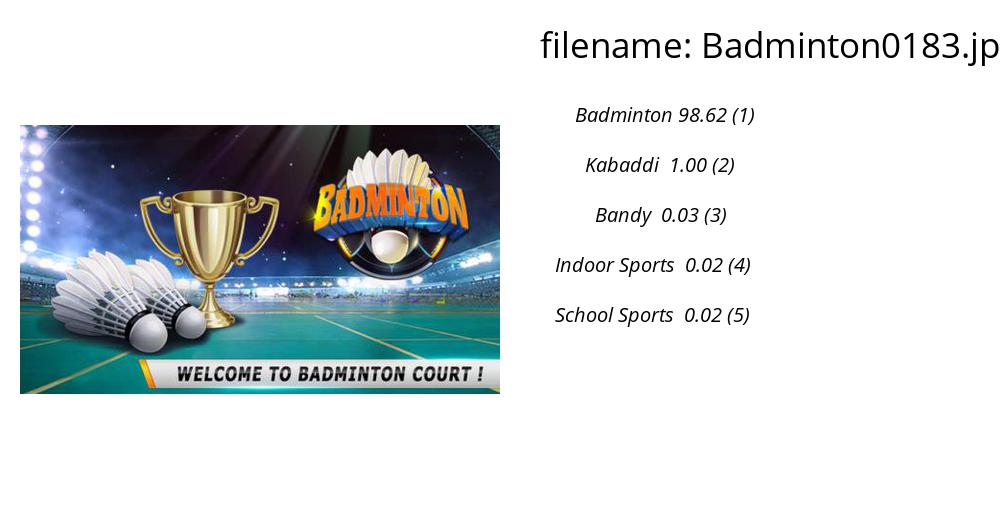 filename: Badminton0183.jp
Badminton 98.62 (1)
Kabaddi 1.00 (2)
Bandy 0.03 (3)
Indoor Sports 0.02 (4)
School Sports 0.02 (5)
BADMINTON
WELCOME TO BADMINTON COURT !